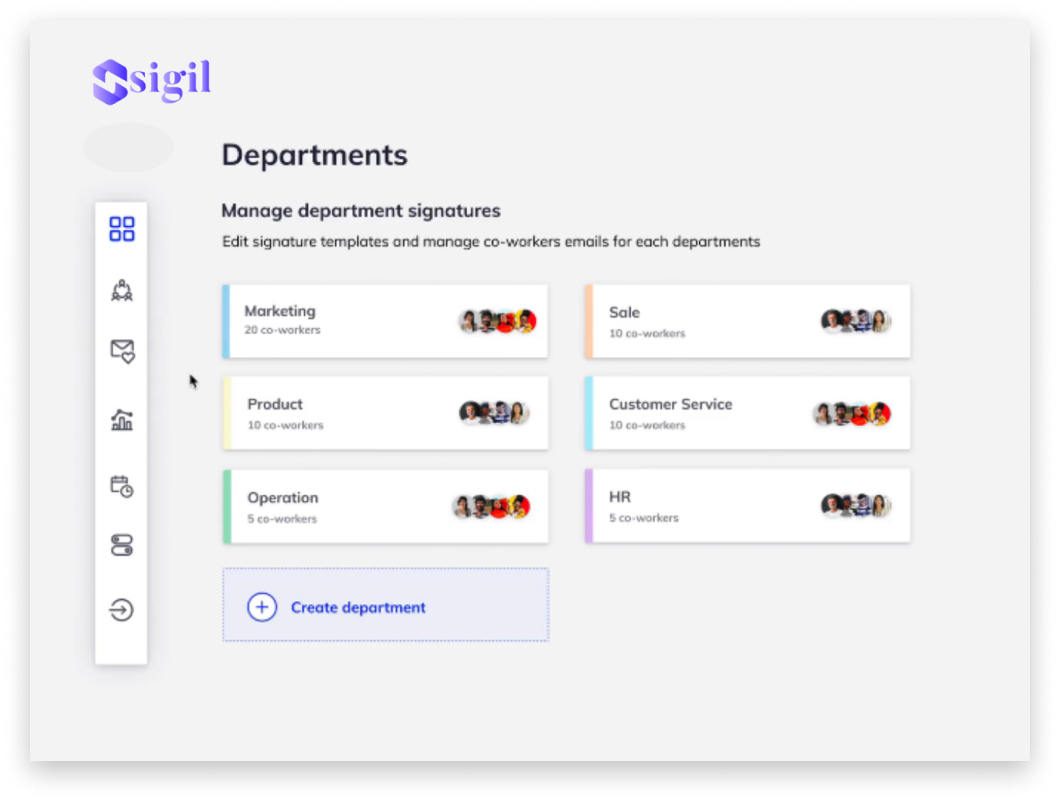 sigil
Departments
Manage department signatures
Edit signature templates and manage co-workers emails for each departments
Marketing
20 co-workers
Sale
10 co-workers
Product
10 co-workers
Customer Service
10 co-workers
Operation
5 co-workers
HR
5 co-workers
Create department